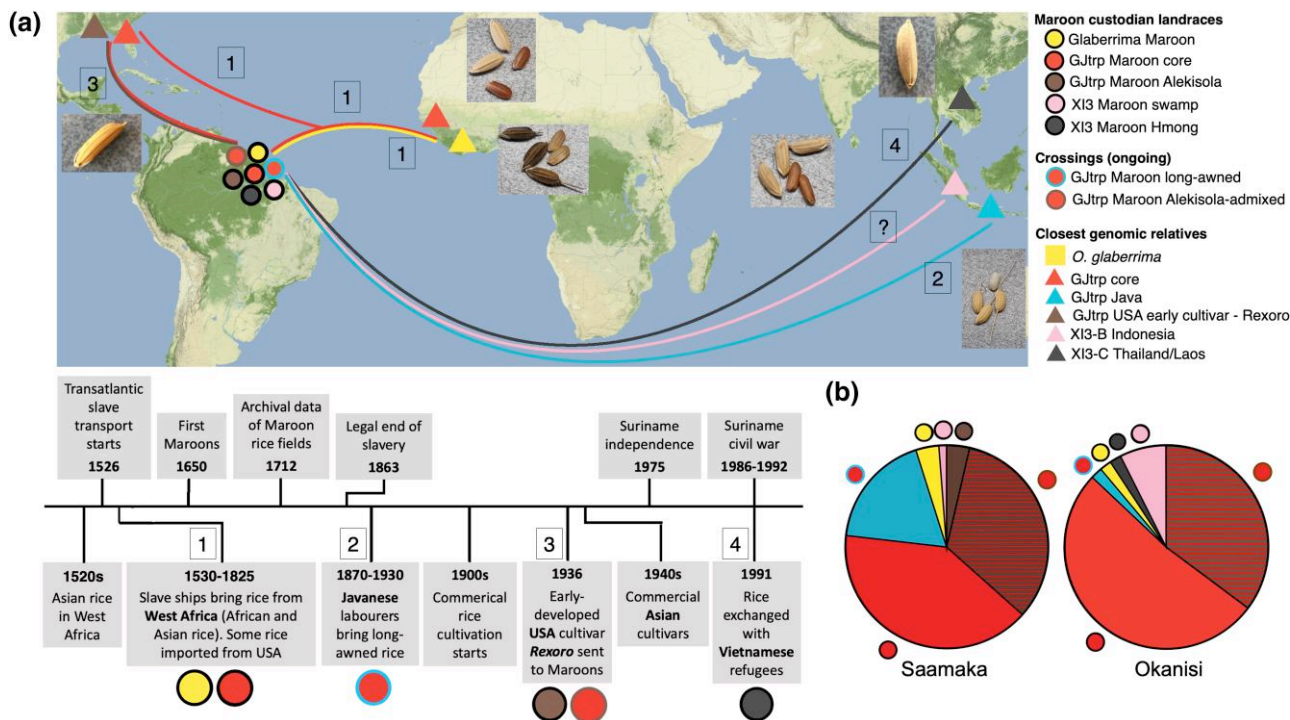 (a)
1
3
1
1
4
?
2
Maroon custodian landraces
Glaberrima Maroon
GJtrp Maroon core
GJtrp Maroon Alekisola
XI3 Maroon swamp
XI3 Maroon Hmong
Crossings (ongoing)
GJtrp Maroon long-awned
GJtrp Maroon Alekisola-admixed
Closest genomic relatives
O. glaberrima
GJtrp core
GJtrp Java
GJtrp USA early cultivar - Rexoro
XI3-B Indonesia
XI3-C Thailand/Laos
Transatlantic
slave
transport
starts
1526
First
Maroons
1650
Archival data
of Maroon
rice fields
1712
Legal end of
slavery
1863
Suriname
independence
1975
Suriname
civil war
1986-1992
1
2
3
4
1520s
Asian rice
in West
Africa
1530-1825
Slave ships bring rice from
West Africa (African and
Asian rice). Some rice
imported from USA
1870-1930
Javanese
labourers
bring long-
awned rice
1900s
Commerical
rice
cultivation
starts
1936
Early-
developed
USA cultivar
Rexoro sent
to Maroons
1940s
Commercial
Asian
cultivars
1991
Rice
exchanged
with
Vietnamese
refugees
(b)
Saamaka
Okanisi